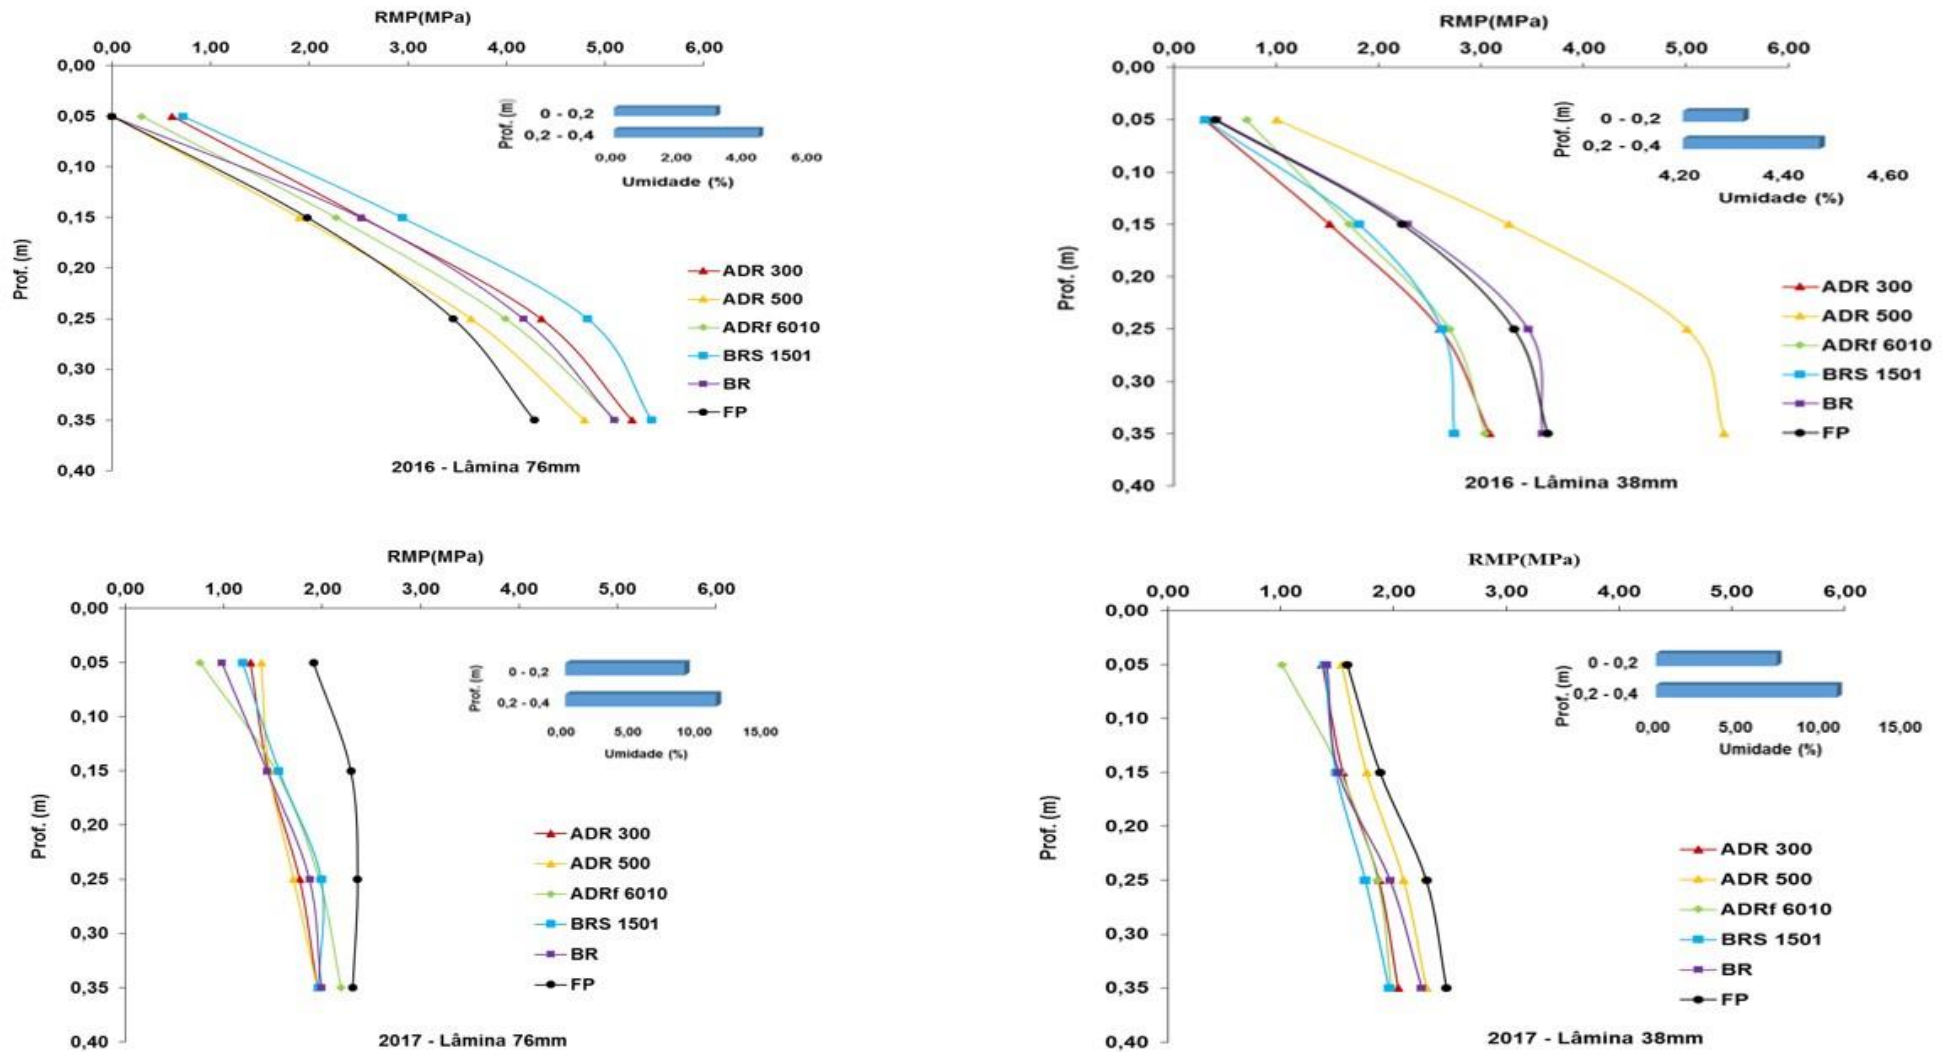 RMP(MPa)
0,00 1,00 2,00 3,00 4,00 5,00 6,00
0,00
0,05
0,10
0,15
0,20
0,25
0,30
0,35
0,40
Prof. (m)
Prof. (m)
0 - 0,2
0,2 - 0,4
0,00 2,00 4,00 6,00
Umidade (%)
ADR 300
ADR 500
ADRf 6010
BRS 1501
BR
FP
2016 - Lâmina 76mm
RMP(MPa)
0,00 1,00 2,00 3,00 4,00 5,00 6,00
0,00
0,05
0,10
0,15
0,20
0,25
0,30
0,35
0,40
Prof. (m)
Prof. (m)
0 - 0,2
0,2 - 0,4
4,20 4,40 4,60
Umidade (%)
ADR 300
ADR 500
ADRf 6010
BRS 1501
BR
FP
2016 - Lâmina 38mm
RMP(MPa)
0,00 1,00 2,00 3,00 4,00 5,00 6,00
0,00
0,05
0,10
0,15
0,20
0,25
0,30
0,35
0,40
Prof. (m)
Prof. (m)
0 - 0,2
0,2 - 0,4
0,00 5,00 10,00 15,00
Umidade (%)
ADR 300
ADR 500
ADRf 6010
BRS 1501
BR
FP
2017 - Lâmina 76mm
RMP(MPa)
0,00 1,00 2,00 3,00 4,00 5,00 6,00
0,00
0,05
0,10
0,15
0,20
0,25
0,30
0,35
0,40
Prof. (m)
Prof. (m)
0 - 0,2
0,2 - 0,4
0,00 5,00 10,00 15,00
Umidade (%)
ADR 300
ADR 500
ADRf 6010
BRS 1501
BR
FP
2017 - Lâmina 38mm